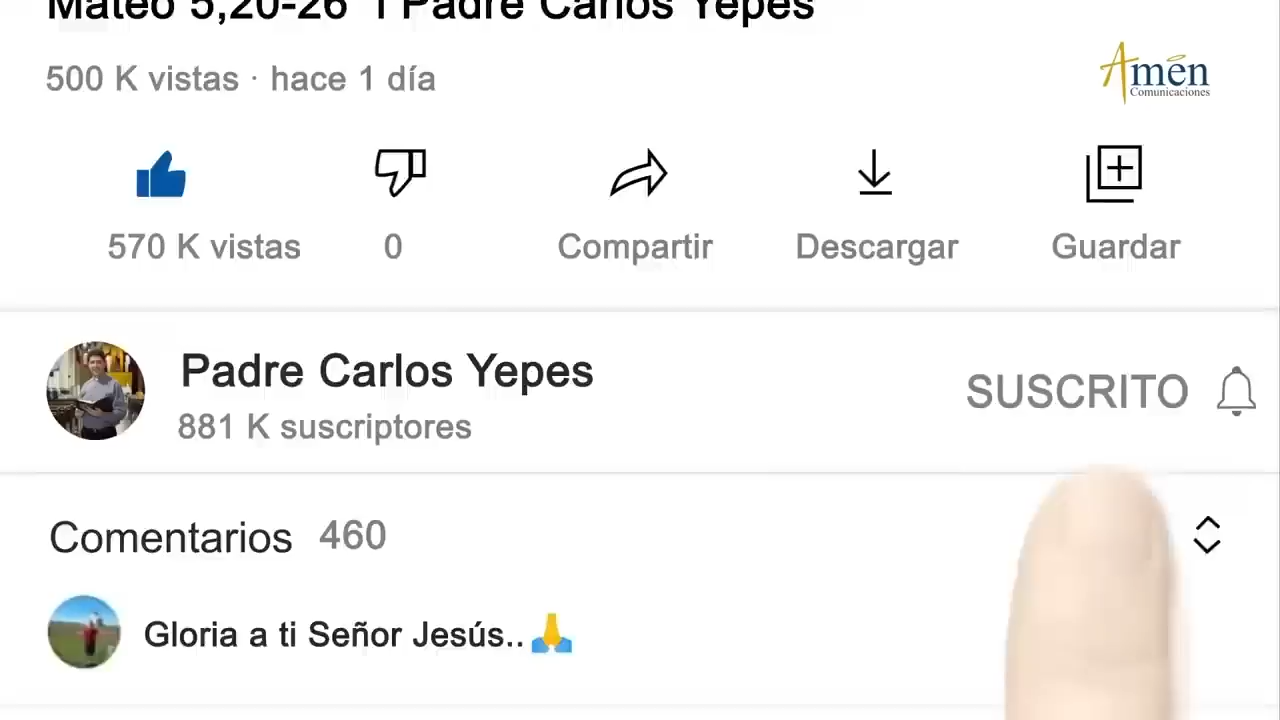 Mateo 5,20-26 | Padre Carlos Yepes
500 K vistas · hace 1 día
Amén
Comunicaciones
570 K vistas
0
Compartir
Descargar
Guardar
Padre Carlos Yepes
881 K suscriptores
SUSCRITO
Comentarios 460
Gloria a ti Señor Jesús..🙏